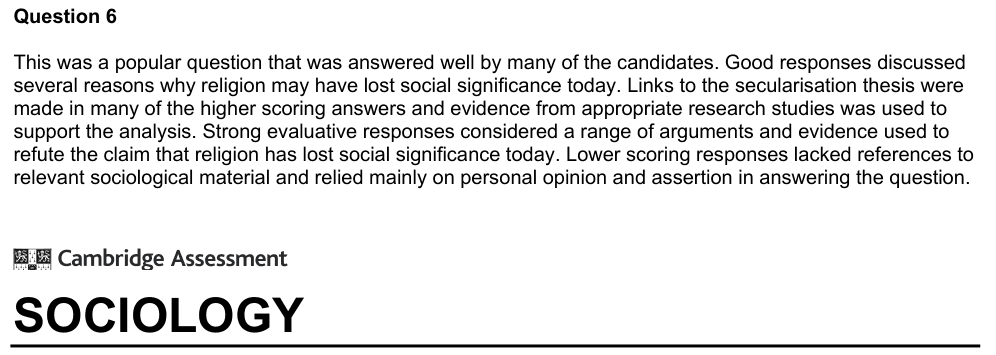 Question 6
This was a popular question that was answered well by many of the candidates. Good responses discussed
several reasons why religion may have lost social significance today. Links to the secularisation thesis were
made in many of the higher scoring answers and evidence from appropriate research studies was used to
support the analysis. Strong evaluative responses considered a range of arguments and evidence used to
refute the claim that religion has lost social significance today. Lower scoring responses lacked references to
relevant sociological material and relied mainly on personal opinion and assertion in answering the question.
Cambridge Assessment
SOCIOLOGY